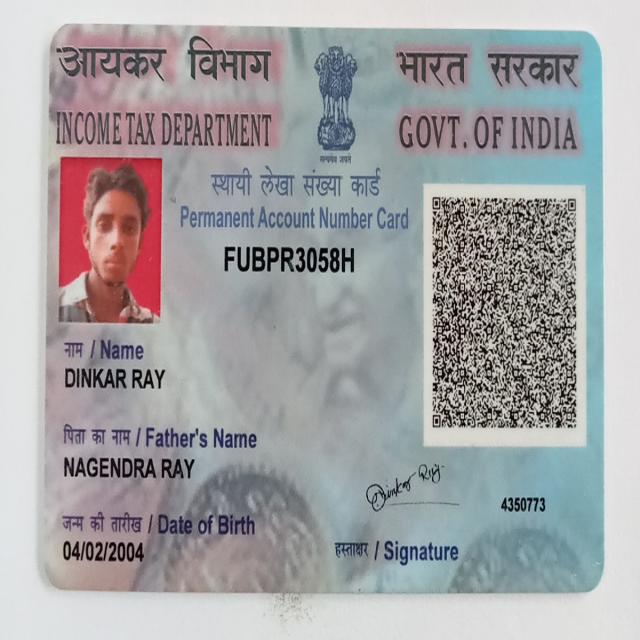 आयकर विभाग
भारत सरकार
INCOME TAX DEPARTMENT
GOVT. OF INDIA
सत्यमेव जयते
स्थायी लेखा संख्या कार्ड
Permanent Account Number Card
FUBPR3058H
नाम / Name
DINKAR RAY
पिता का नाम / Father's Name
NAGENDRA RAY
Dinkar Ray
4350773
जन्म की तारीख / Date of Birth
04/02/2004
हस्ताक्षर / Signature